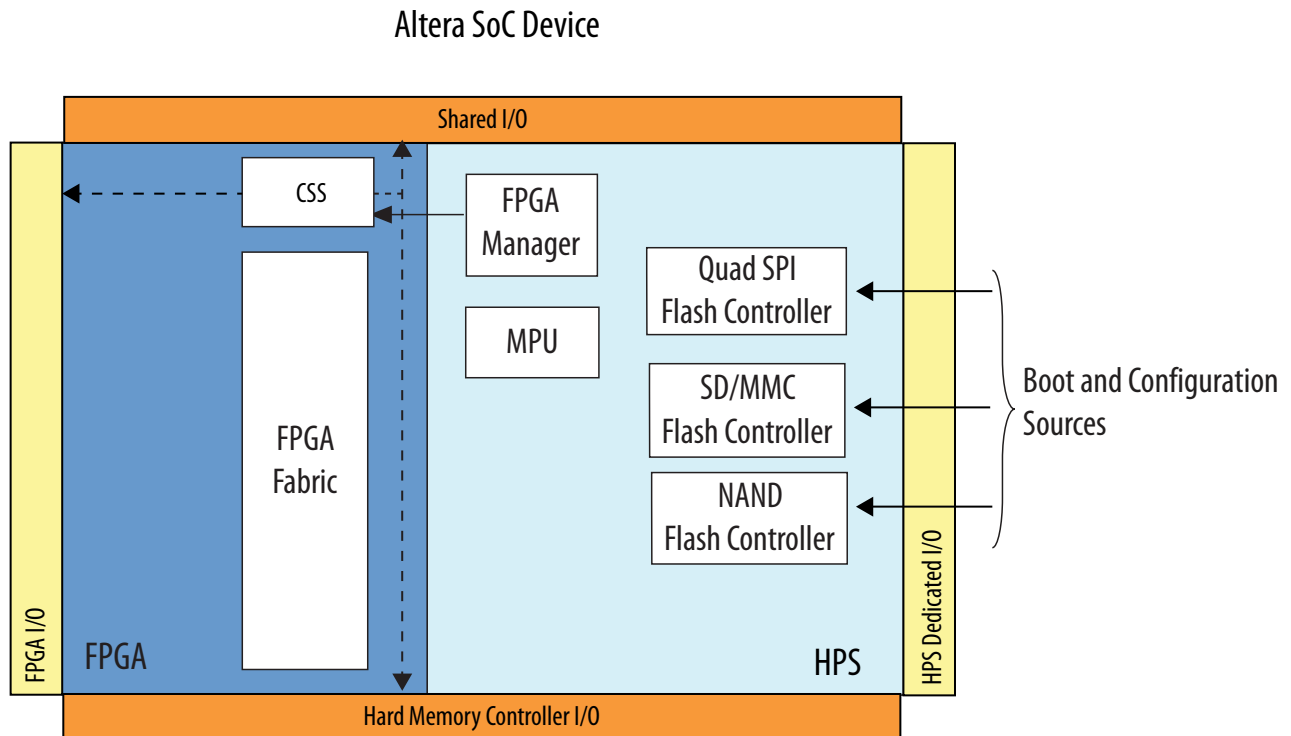 Altera SoC Device
Shared I/O
CSS
FPGA
Manager
Quad SPI
Flash Controller
MPU
SD/MMC
Flash Controller
Boot and Configuration
Sources
FPGA
Fabric
NAND
Flash Controller
FPGA I/O
FPGA
HPS
HPS Dedicated I/O
Hard Memory Controller I/O